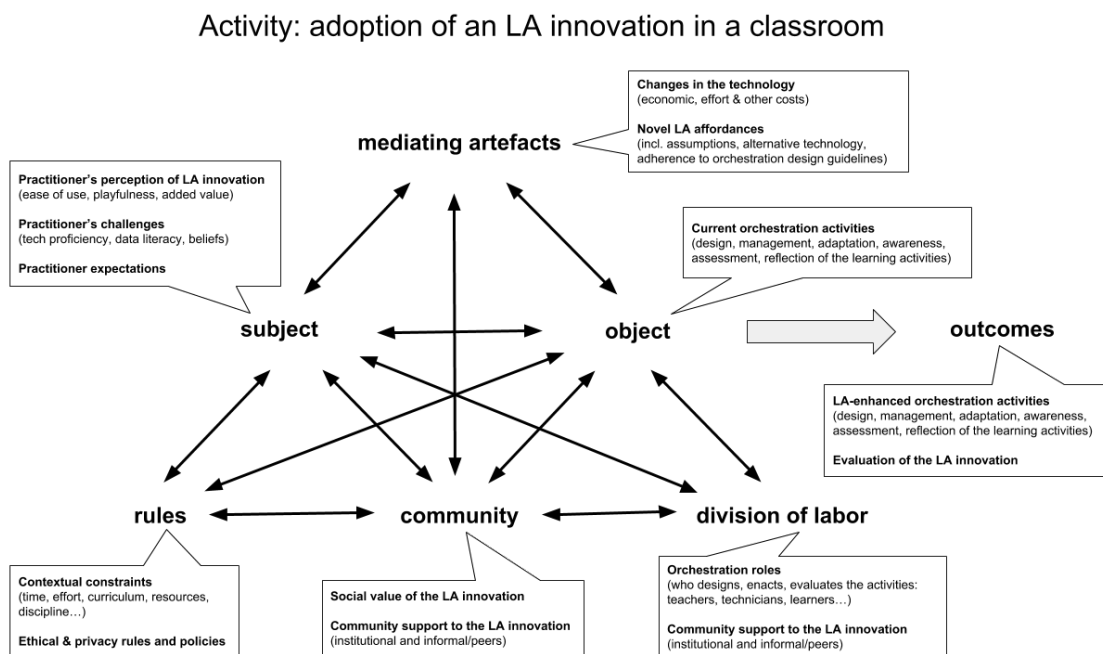 Activity: adoption of an LA innovation in a classroom
Changes in the technology
(economic, effort & other costs)
Novel LA affordances
(incl. assumptions, alternative technology,
adherence to orchestration design guidelines)
mediating artefacts
Practitioner’s perception of LA innovation
(ease of use, playfulness, added value)
Practitioner’s challenges
(tech proficiency, data literacy, beliefs)
Practitioner expectations
Current orchestration activities
(design, management, adaptation, awareness,
assessment, reflection of the learning activities)
subject
object
outcomes
LA-enhanced orchestration activities
(design, management, adaptation, awareness,
assessment, reflection of the learning activities)
Evaluation of the LA innovation
rules
community
division of labor
Contextual constraints
(time, effort, curriculum, resources,
discipline…)
Ethical & privacy rules and policies
Social value of the LA innovation
Community support to the LA innovation
(institutional and informal/peers)
Orchestration roles
(who designs, enacts, evaluates the activities:
teachers, technicians, learners…)
Community support to the LA innovation
(institutional and informal/peers)